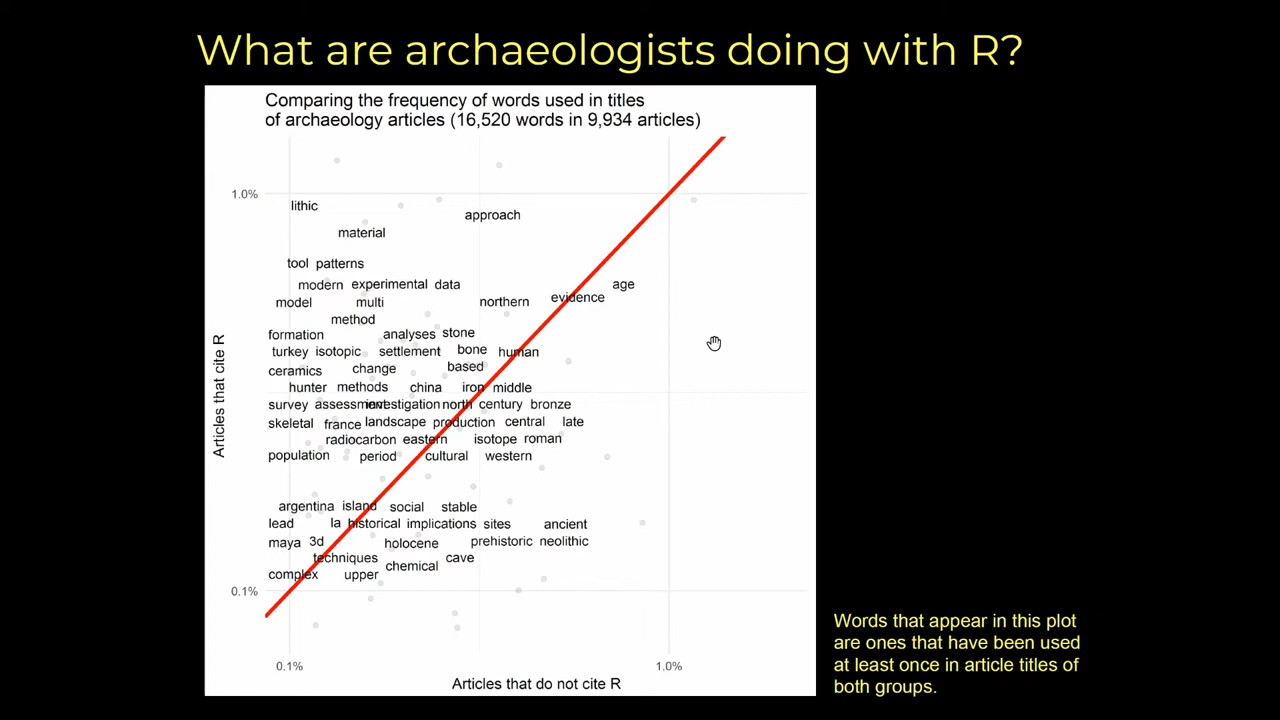 What are archaeologists doing with R?
Comparing the frequency of words used in titles
of archaeology articles (16,520 words in 9,934 articles)
1.0%
lithic
approach
material
tool patterns
modern experimental data
age
model multi northern evidence
method
formation analyses stone
turkey isotopic settlement bone human
ceramics change based
hunter methods china iron middle
survey assessment investigation north century bronze
skeletal france landscape production central late
radiocarbon eastern isotope roman
population period cultural western
argentina island social stable
lead la historical implications sites ancient
maya 3d holocene prehistoric neolithic
techniques chemical cave
complex upper
0.1%
Articles that cite R
0.1% 1.0%
Articles that do not cite R
Words that appear in this plot
are ones that have been used
at least once in article titles of
both groups.